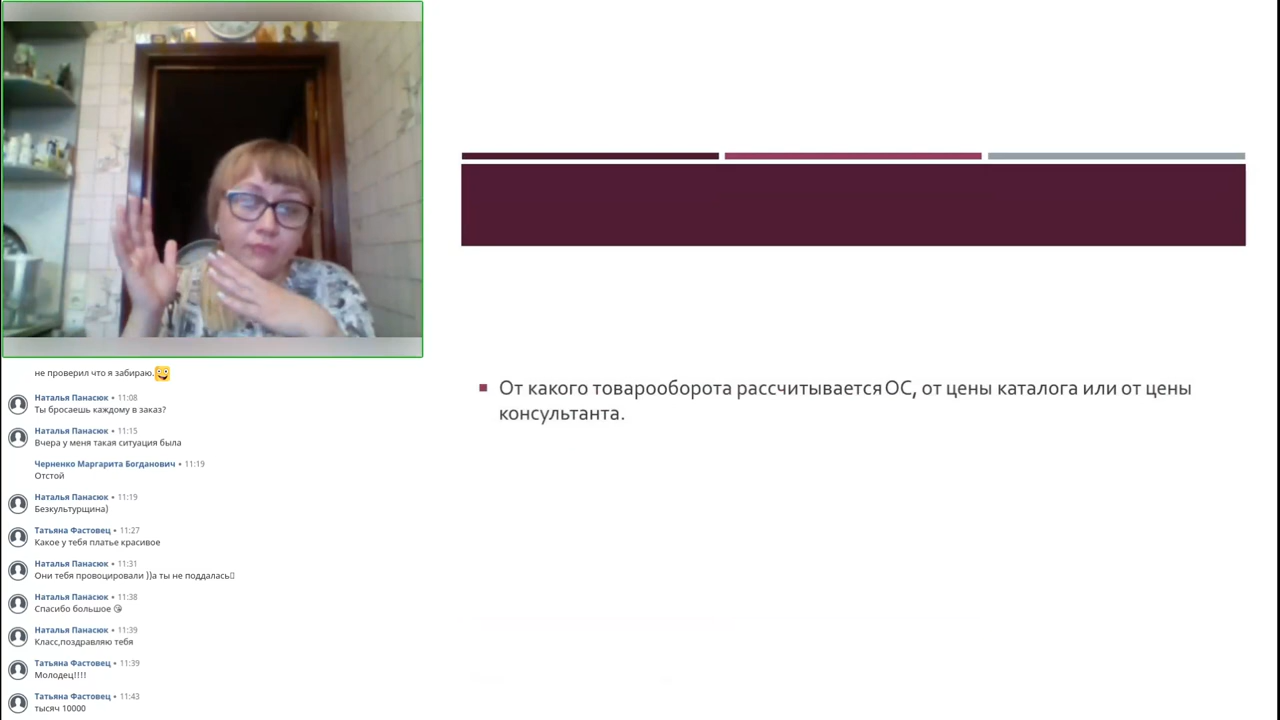 не проверил что я забираю.
Наталья Панасюк • 11:08
Ты бросаешь каждому в заказ?
Наталья Панасюк • 11:15
Вчера у меня такая ситуация была
Черненко Маргарита Богданович • 11:19
Отстой
Наталья Панасюк • 11:19
Безкультурщина)
Татьяна Фастовец • 11:27
Какое у тебя платье красивое
Наталья Панасюк • 11:31
Они тебя провоцировали ))а ты не поддалась
Наталья Панасюк • 11:38
Спасибо большое 😘
Наталья Панасюк • 11:39
Класс,поздравляю тебя
Татьяна Фастовец • 11:39
Молодец!!!!
Татьяна Фастовец • 11:43
тысяч 10000
От какого товарооборота рассчитывается ОС, от цены каталога или от цены
консультанта.